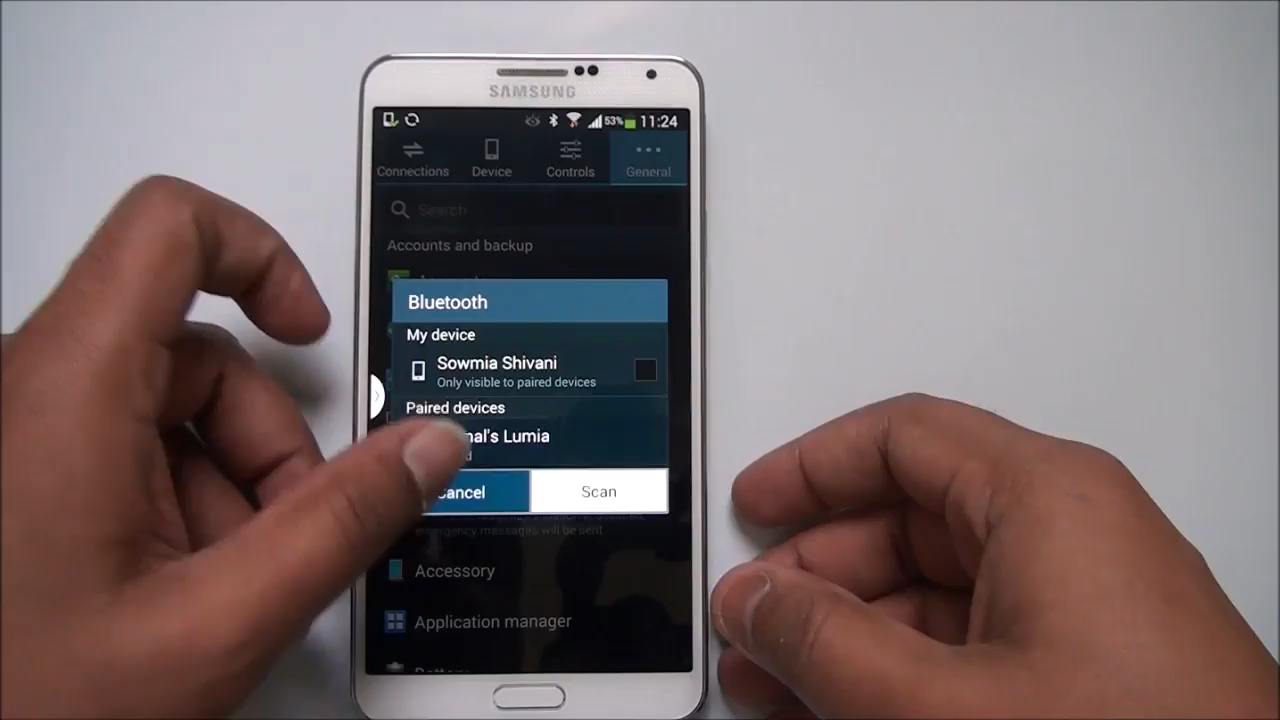 SAMSUNG
53% 11:24
Connections Device Controls General
Search
Accounts and backup
Bluetooth
My device
Sowmia Shivani
Only visible to paired devices
Paired devices
Lumia
Cancel Scan
emergency messages will be sent
Accessory
Application manager